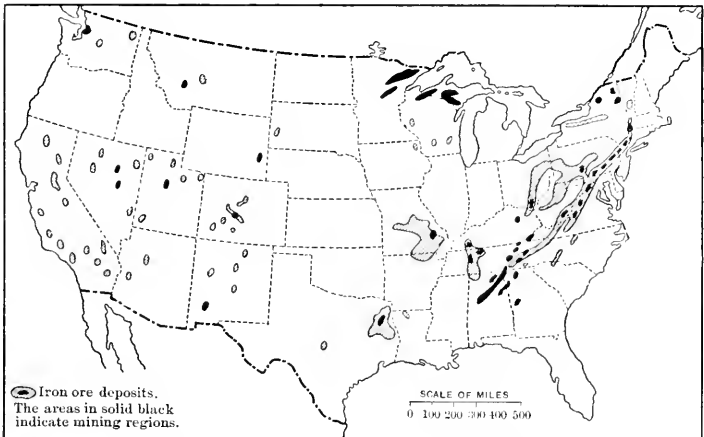 Iron ore deposits.
The areas in solid black
indicate mining regions.
SCALE OF MILES
0 100 200 300 400 500